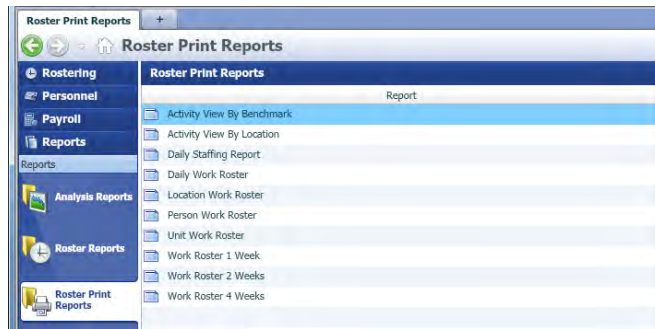 Roster Print Reports
+
Roster Print Reports
Rostering
Personnel
Payroll
Reports
Reports
Analysis Reports
Roster Reports
Roster Print
Reports
Roster Print Reports
Report
Activity View By Benchmark
Activity View By Location
Daily Staffing Report
Daily Work Roster
Location Work Roster
Person Work Roster
Unit Work Roster
Work Roster 1 Week
Work Roster 2 Weeks
Work Roster 4 Weeks